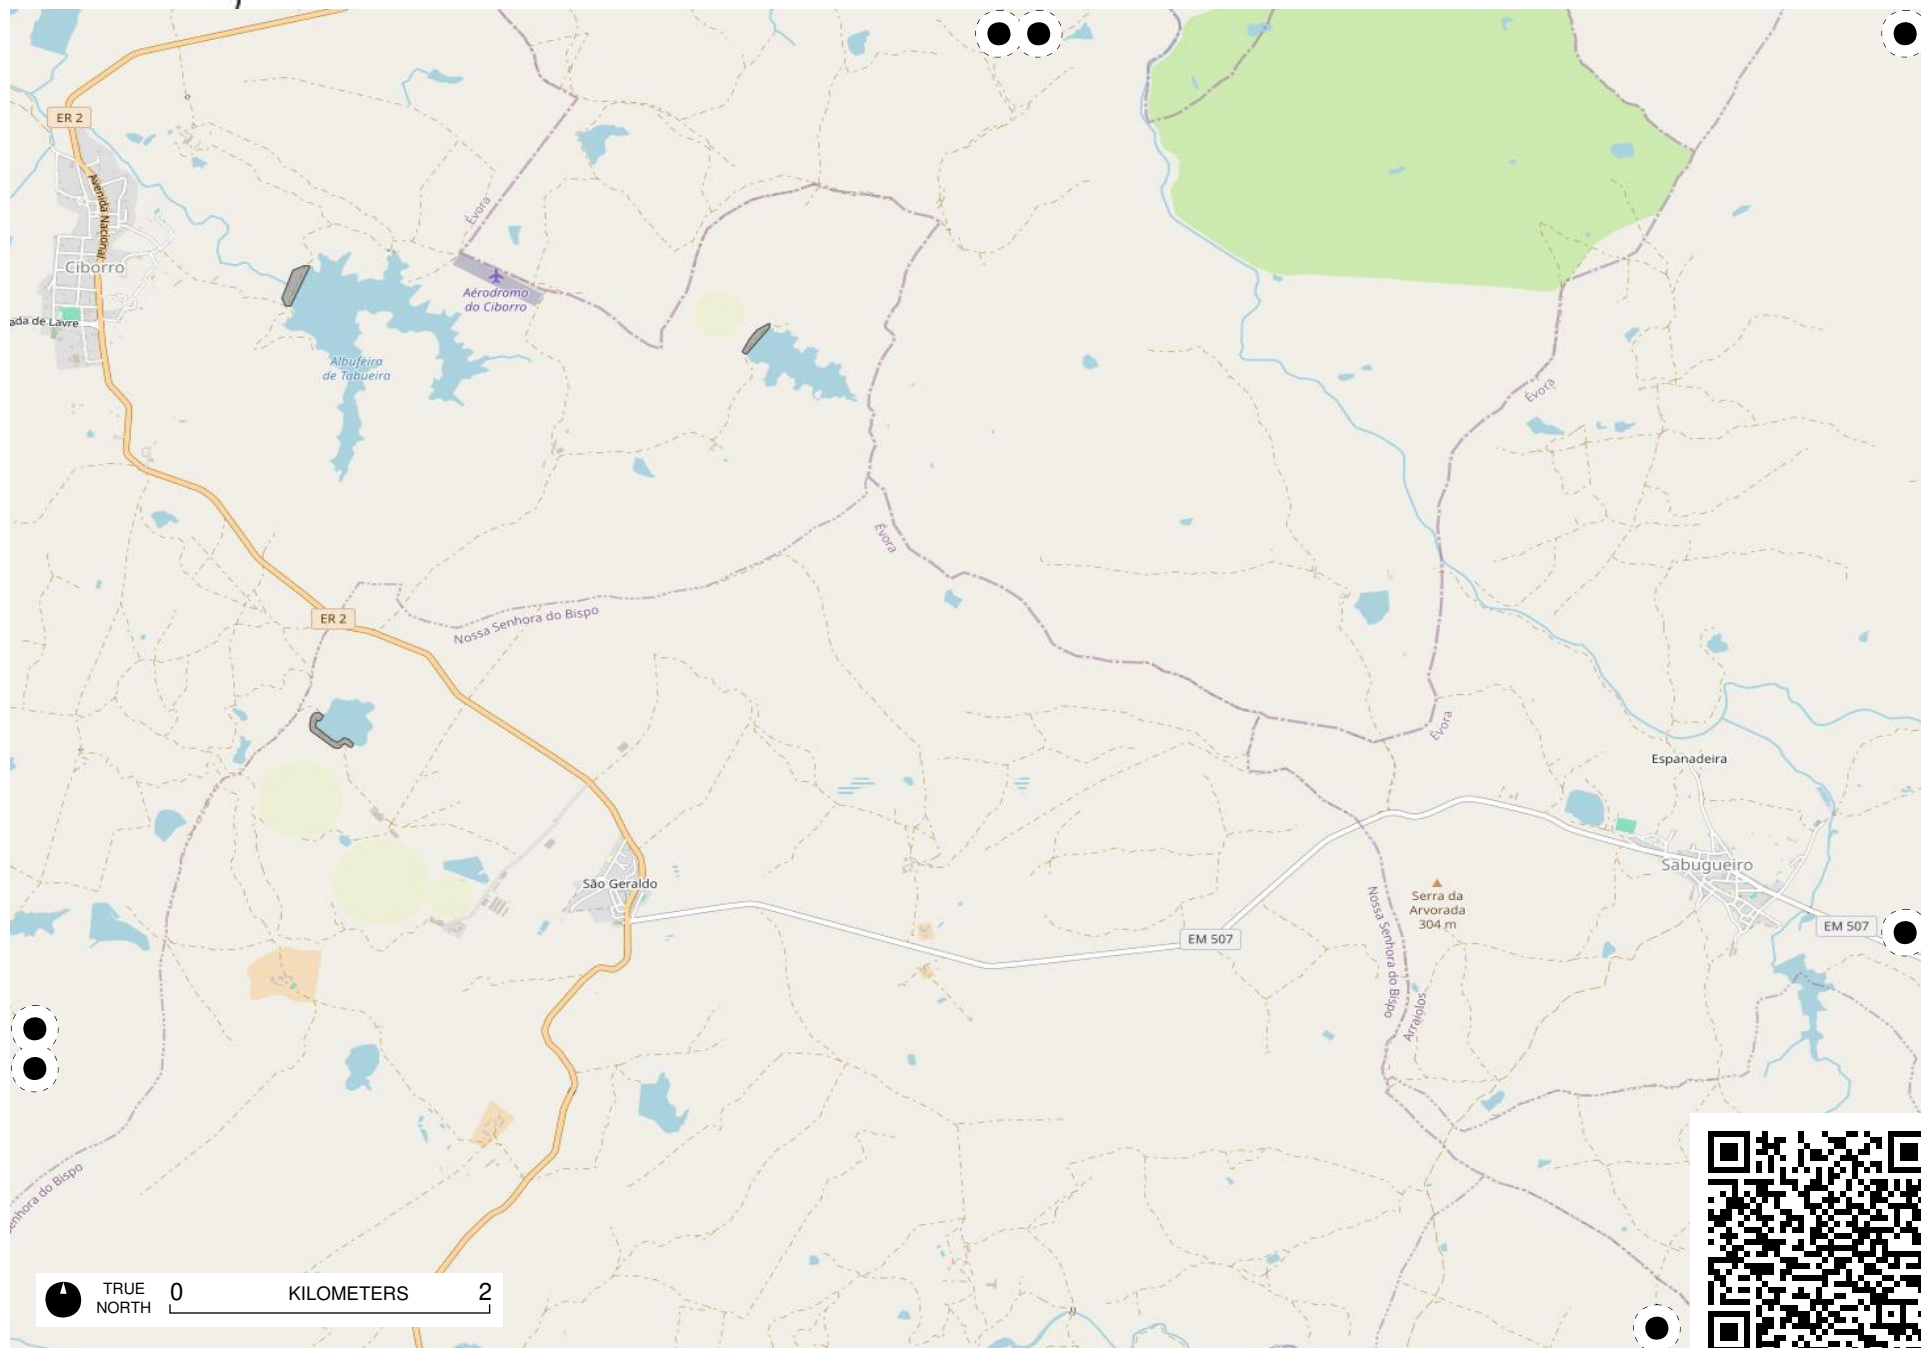 ER 2
Avenida Nacional
Ciborro
ada de Lavre
Évora
Aérodromo
do Ciborro
Albufeira
de Tabueira
Évora
Évora
Nossa Senhora do Bispo
ER 2
Évora
Espanadeira
Sabugueiro
São Geraldo
Serra da
Arvorada
304 m
EM 507
EM 507
Nossa Senhora do Bispo
Arraiolos
enhora do Bispo
TRUE
NORTH
0 KILOMETERS 2